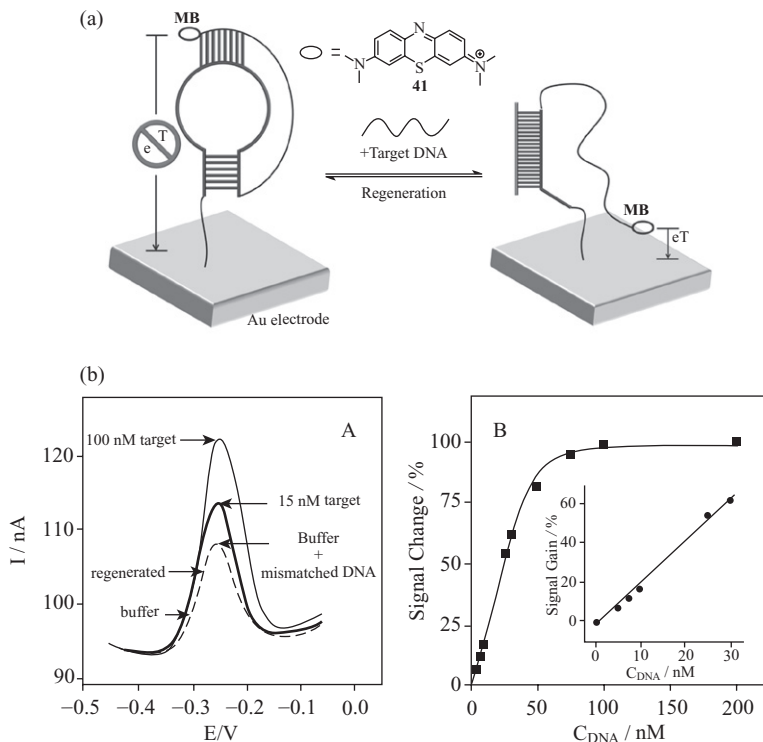 (a)
MB
41
N
N
S
N
⊕
+Target DNA
Regeneration
e T
MB
eT
Au electrode
(b)
A
100 nM target
15 nM target
Buffer
+
mismatched DNA
regenerated
buffer
I / nA
120
110
100
90
−0.5
−0.4
−0.3
−0.2
−0.1
0.0
E/V
B
Signal Change / %
100
75
50
25
0
0
50
100
150
200
C_DNA / nM
Signal Gain / %
60
40
20
0
0
10
20
30
C_DNA / nM